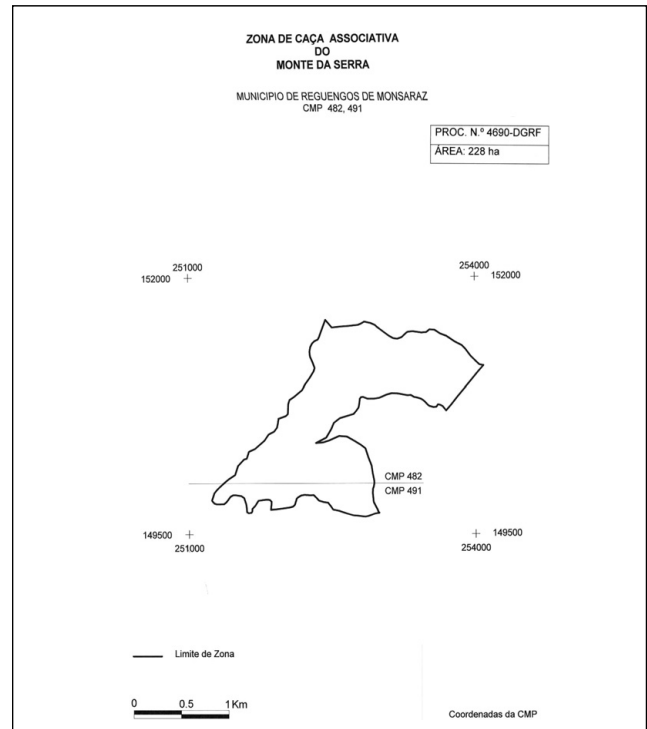 ZONA DE CAÇA ASSOCIATIVA
DO
MONTE DA SERRA
MUNICIPIO DE REGUENGOS DE MONSARAZ
CMP 482, 491
PROC. N.º 4690-DGRF
ÁREA: 228 ha
251000
152000
254000
152000
CMP 482
CMP 491
149500
251000
149500
254000
Limite de Zona
0 0.5 1 Km
Coordenadas da CMP